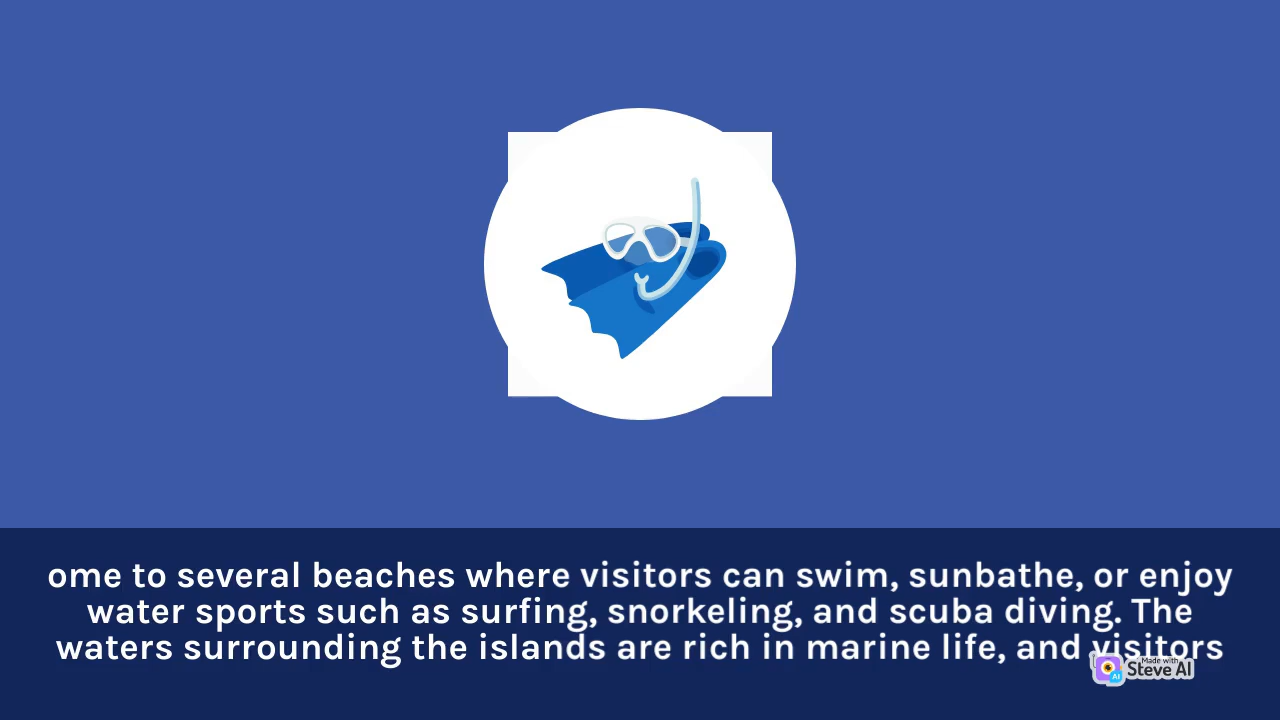 ome to several beaches where visitors can swim, sunbathe, or enjoy
water sports such as surfing, snorkeling, and scuba diving. The
waters surrounding the islands are rich in marine life, and visitors
Made with
Steve AI
AI